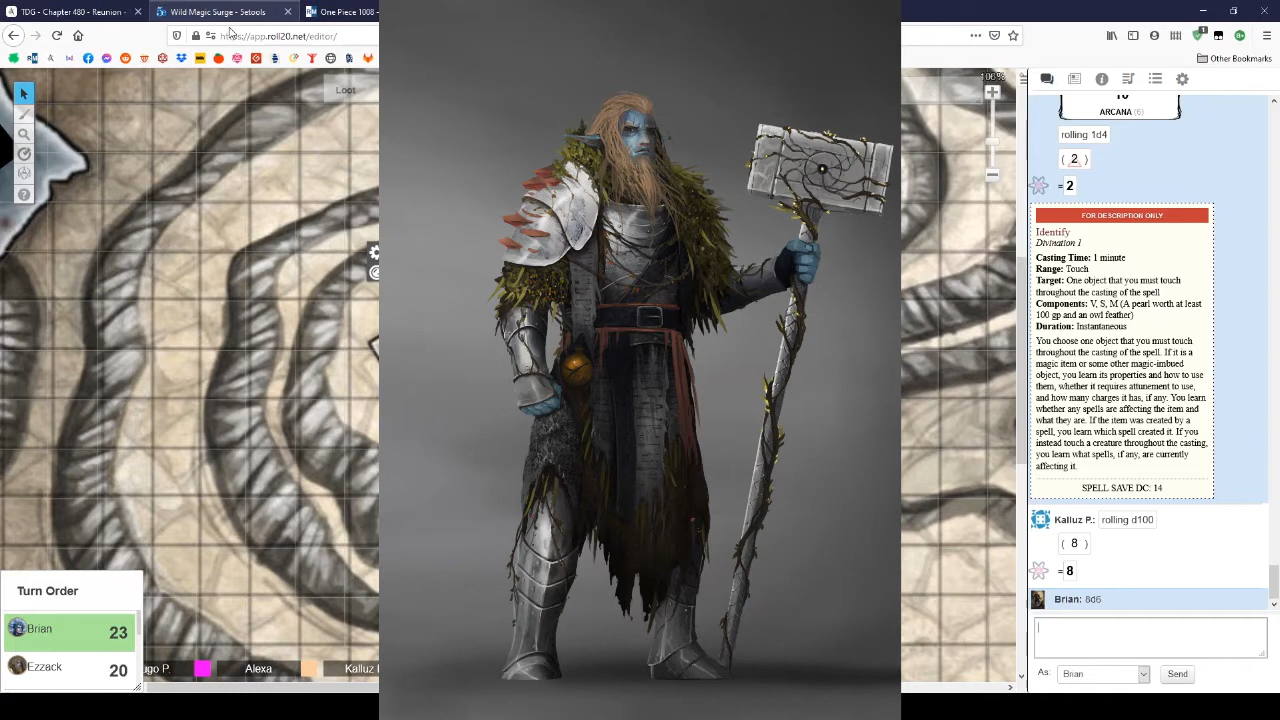 TDG - Chapter 480 - Reunion -
Wild Magic Surge - 5etools
One Piece 1008 -
https://app.roll20.net/editor/
Other Bookmarks
Loot
106%
ARCANA (6)
rolling 1d4
( 2 )
= 2
FOR DESCRIPTION ONLY
Identify
Divination 1
Casting Time: 1 minute
Range: Touch
Target: One object that you must touch
throughout the casting of the spell
Components: V, S, M (A pearl worth at least
100 gp and an owl feather)
Duration: Instantaneous
You choose one object that you must touch
throughout the casting of the spell. If it is a
magic item or some other magic-imbued
object, you learn its properties and how to use
them, whether it requires attunement to use,
and how many charges it has, if any. You learn
whether any spells are affecting the item and
what they are. If the item was created by a
spell, you learn which spell created it. If you
instead touch a creature throughout the casting,
you learn what spells, if any, are currently
affecting it.
SPELL SAVE DC: 14
Kalluz P.: rolling d100
( 8 )
= 8
Brian: 8d6
As: Brian Send
Turn Order
Brian 23
Ezzack 20
ugo P. Alexa Kalluz